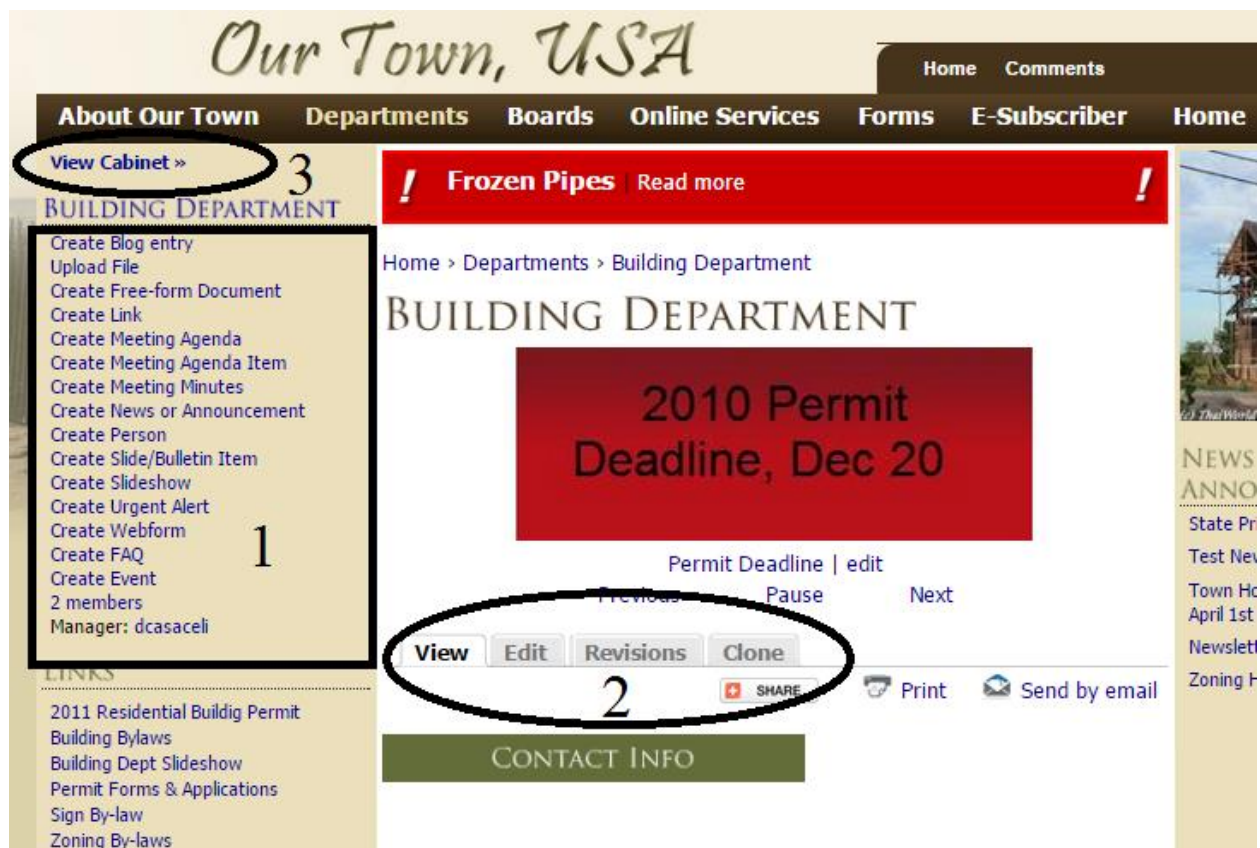 Our Town, USA
Home Comments
About Our Town Departments Boards Online Services Forms E-Subscriber Home
View Cabinet »
3
BUILDING DEPARTMENT
Create Blog entry
Upload File
Create Free-form Document
Create Link
Create Meeting Agenda
Create Meeting Agenda Item
Create Meeting Minutes
Create News or Announcement
Create Person
Create Slide/Bulletin Item
Create Slideshow
Create Urgent Alert
Create Webform
Create FAQ
Create Event
2 members
Manager: dcasaceli
1
LINKS
2011 Residential Buildig Permit
Building Bylaws
Building Dept Slideshow
Permit Forms & Applications
Sign By-law
Zoning By-laws
! Frozen Pipes | Read more !
Home › Departments › Building Department
BUILDING DEPARTMENT
2010 Permit
Deadline, Dec 20
Permit Deadline | edit
Previous Pause Next
View Edit Revisions Clone
2
SHARE Print Send by email
CONTACT INFO
(c) ThaiWorld
NEWS
ANNO
State Pr
Test New
Town Ho
April 1st
Newslett
Zoning H